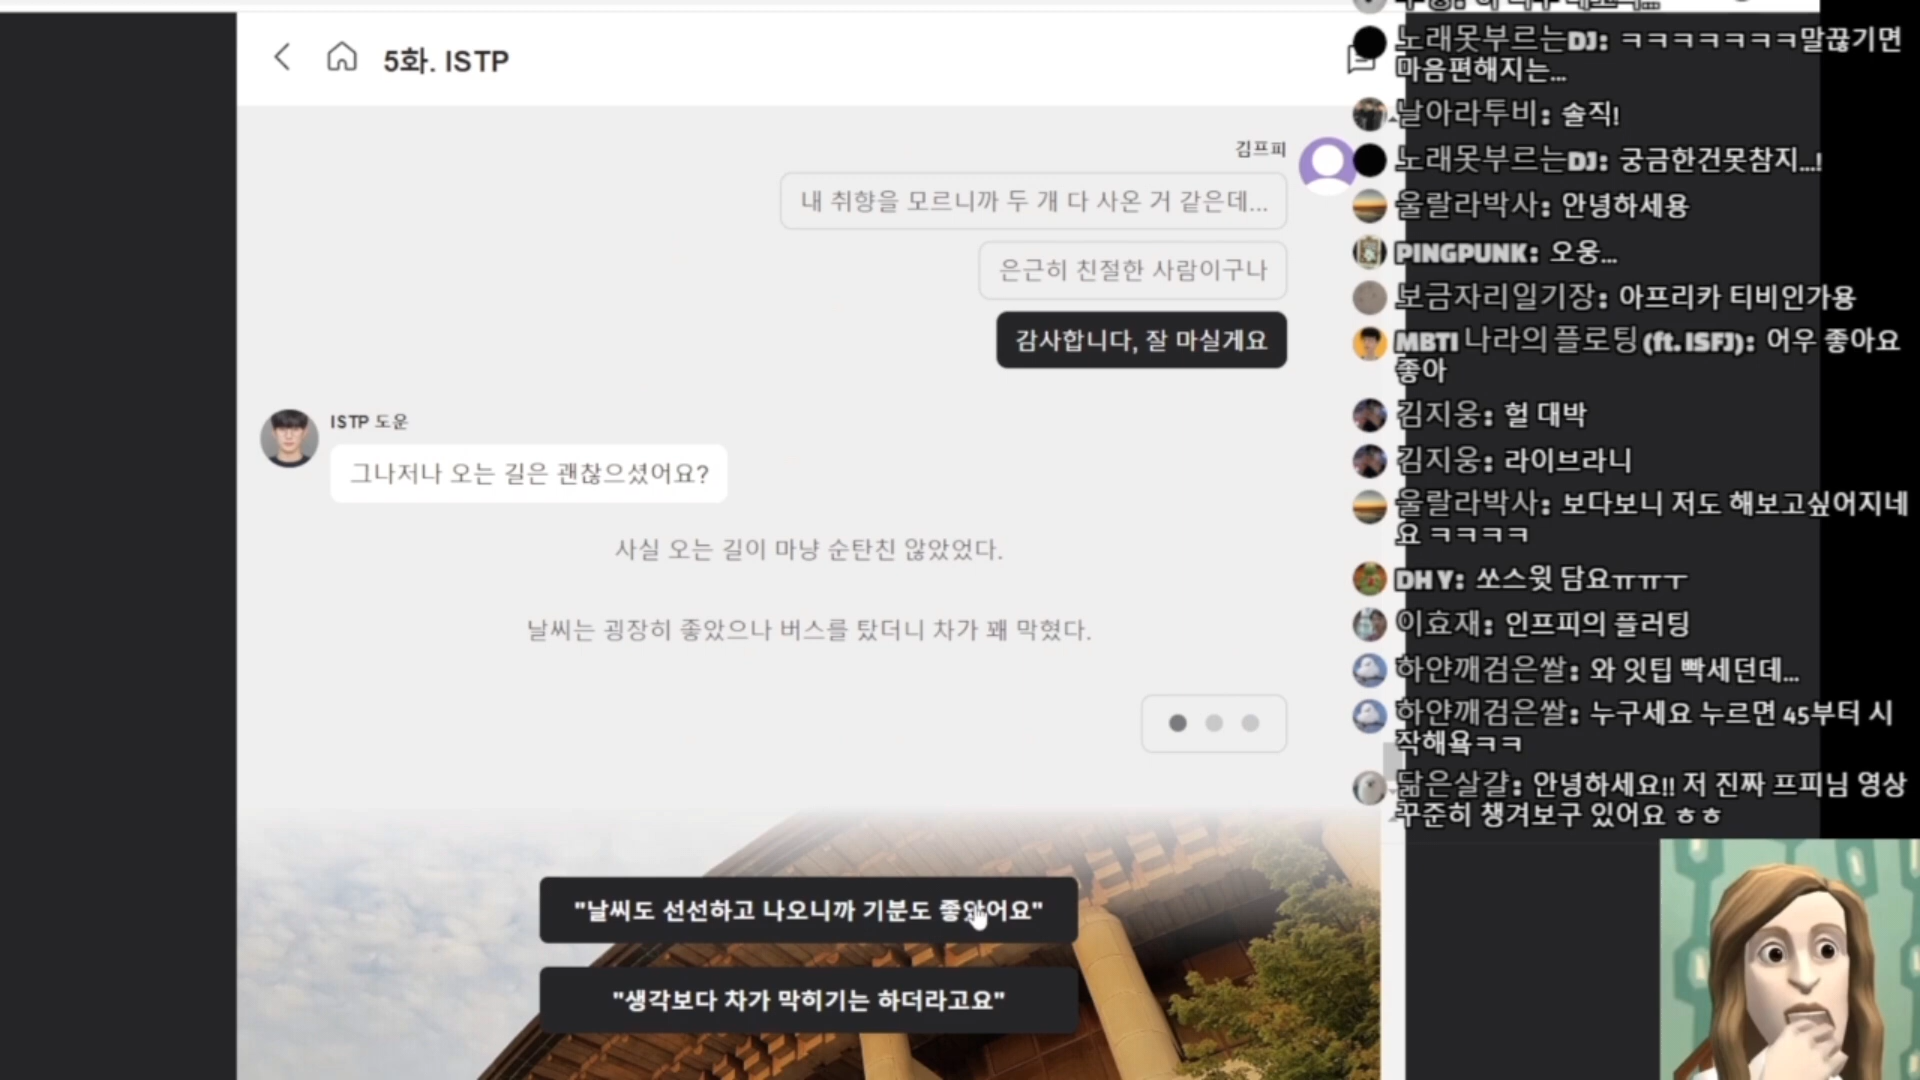 5화. ISTP
김프피
내 취향을 모르니까 두 개 다 사온 거 같은데...
은근히 친절한 사람이구나
감사합니다, 잘 마실게요
ISTP 도운
그나저나 오는 길은 괜찮으셨어요?
사실 오는 길이 마냥 순탄친 않았었다.
날씨는 굉장히 좋았으나 버스를 탔더니 차가 꽤 막혔다.
"날씨도 선선하고 나오니까 기분도 좋았어요"
"생각보다 차가 막히기는 하더라고요"
노래못부르는DJ: ㅋㅋㅋㅋㅋㅋㅋ말끊기면
마음편해지는...
날아라투비: 솔직!
노래못부르는DJ: 궁금한건못참지...!
울랄라박사: 안녕하세용
PINGPUNK: 오웅...
보금자리일기장: 아프리카 티비인가용
MBTI 나라의 플로팅 (ft. ISFJ): 어우 좋아요
좋아
김지웅: 헐 대박
김지웅: 라이브라니
울랄라박사: 보다보니 저도 해보고싶어지네
요 ㅋㅋㅋㅋ
DH Y: 쏘스윗 담요ㅠㅠㅜ
이효재: 인프피의 플러팅
하얀깨검은쌀: 와 잇팁 빡세던데...
하얀깨검은쌀: 누구세요 누르면 45부터 시
작해욬ㅋㅋ
닮은살걀: 안녕하세요!! 저 진짜 프피님 영상
꾸준히 챙겨보구 있어요 ㅎㅎ